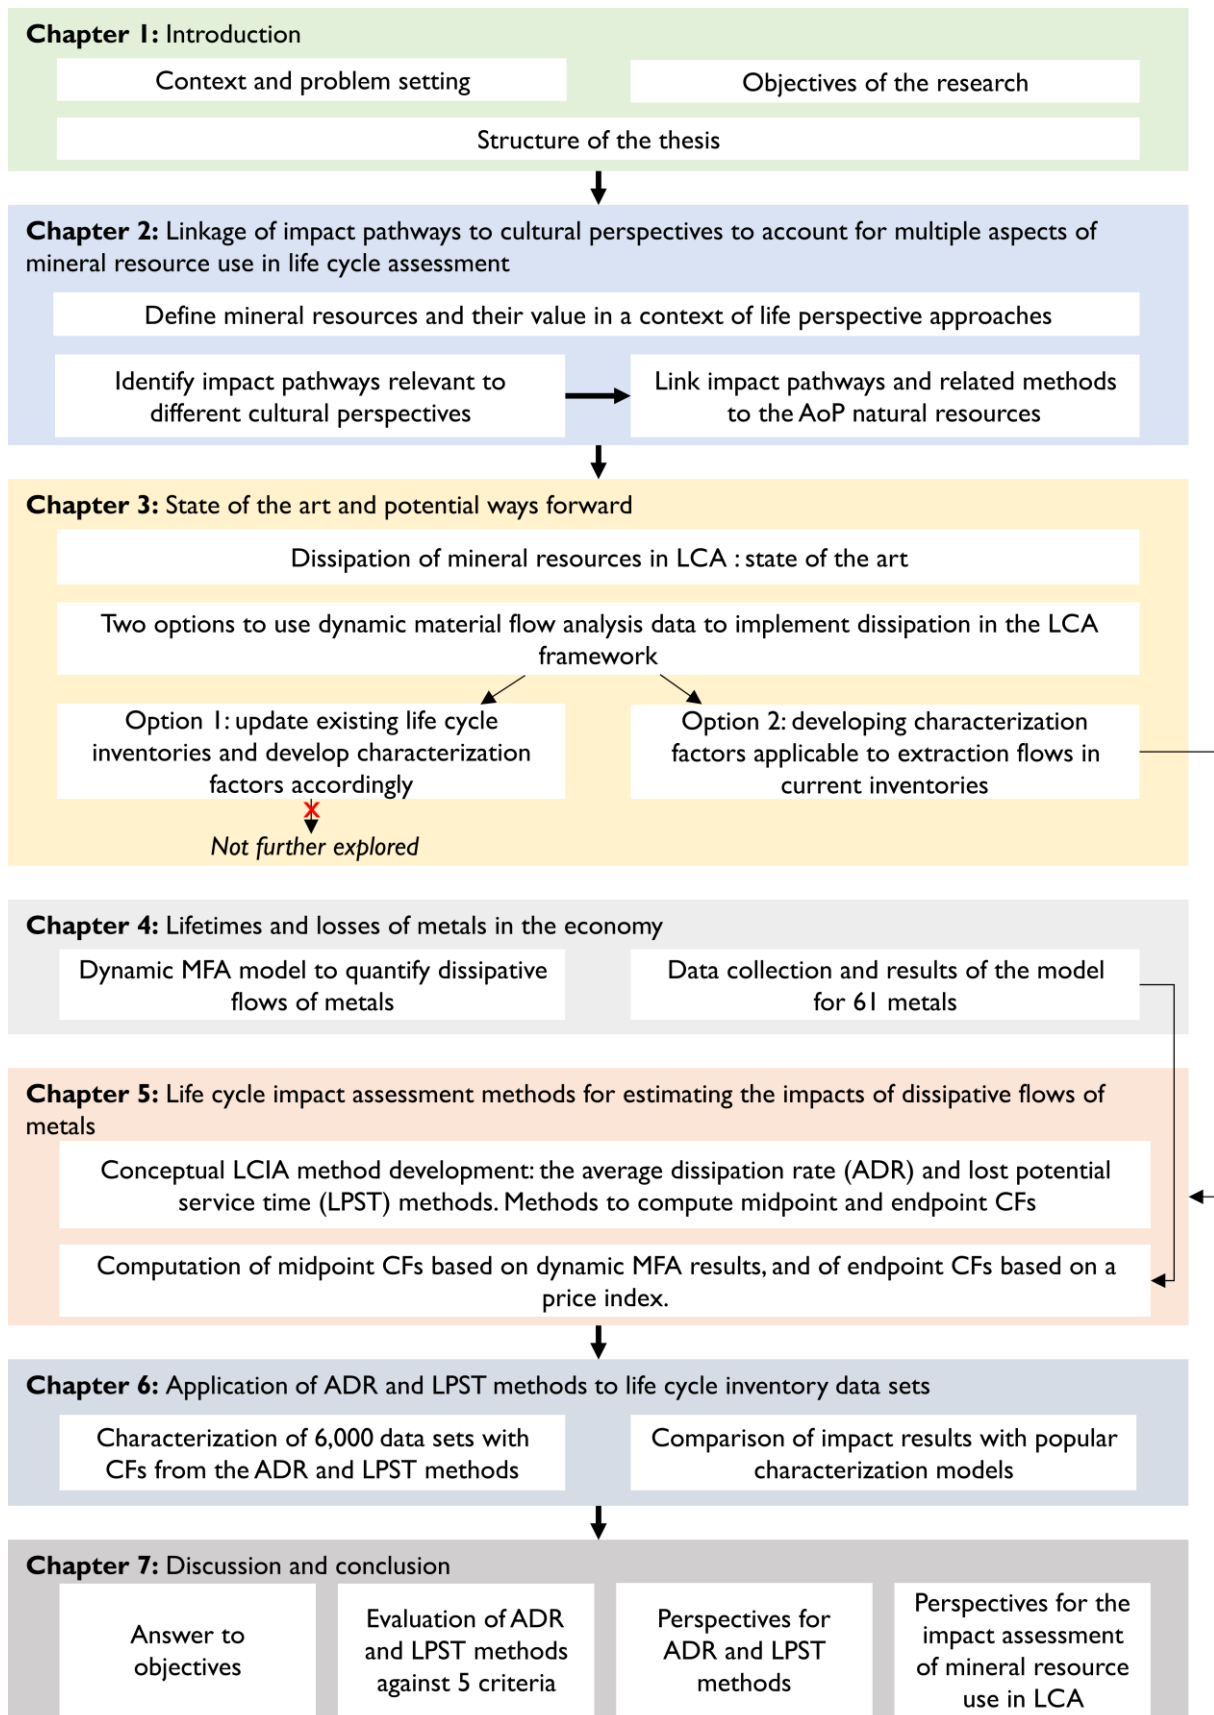 Chapter 1: Introduction
Context and problem setting
Objectives of the research
Structure of the thesis
Chapter 2: Linkage of impact pathways to cultural perspectives to account for multiple aspects of
mineral resource use in life cycle assessment
Define mineral resources and their value in a context of life perspective approaches
Identify impact pathways relevant to
different cultural perspectives
Link impact pathways and related methods
to the AoP natural resources
Chapter 3: State of the art and potential ways forward
Dissipation of mineral resources in LCA : state of the art
Two options to use dynamic material flow analysis data to implement dissipation in the LCA
framework
Option 1: update existing life cycle
inventories and develop characterization
factors accordingly
Option 2: developing characterization
factors applicable to extraction flows in
current inventories
X
Not further explored
Chapter 4: Lifetimes and losses of metals in the economy
Dynamic MFA model to quantify dissipative
flows of metals
Data collection and results of the model
for 61 metals
Chapter 5: Life cycle impact assessment methods for estimating the impacts of dissipative flows of
metals
Conceptual LCIA method development: the average dissipation rate (ADR) and lost potential
service time (LPST) methods. Methods to compute midpoint and endpoint CFs
Computation of midpoint CFs based on dynamic MFA results, and of endpoint CFs based on a
price index.
Chapter 6: Application of ADR and LPST methods to life cycle inventory data sets
Characterization of 6,000 data sets with
CFs from the ADR and LPST methods
Comparison of impact results with popular
characterization models
Chapter 7: Discussion and conclusion
Answer to
objectives
Evaluation of ADR
and LPST methods
against 5 criteria
Perspectives for
ADR and LPST
methods
Perspectives for the
impact assessment
of mineral resource
use in LCA